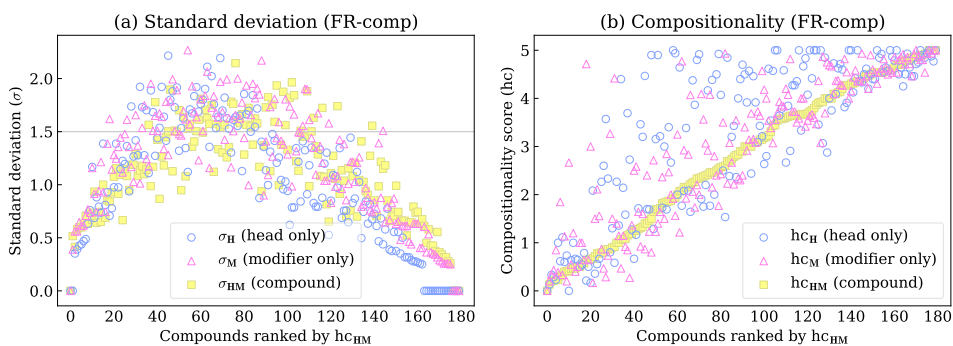 (a) Standard deviation (FR-comp)
Standard deviation (σ)
2.0
1.5
1.0
0.5
0.0
σH (head only)
σM (modifier only)
σHM (compound)
0 20 40 60 80 100 120 140 160 180
Compounds ranked by hcHM
(b) Compositionality (FR-comp)
Compositionality score (hc)
5
4
3
2
1
0
hcH (head only)
hcM (modifier only)
hcHM (compound)
0 20 40 60 80 100 120 140 160 180
Compounds ranked by hcHM